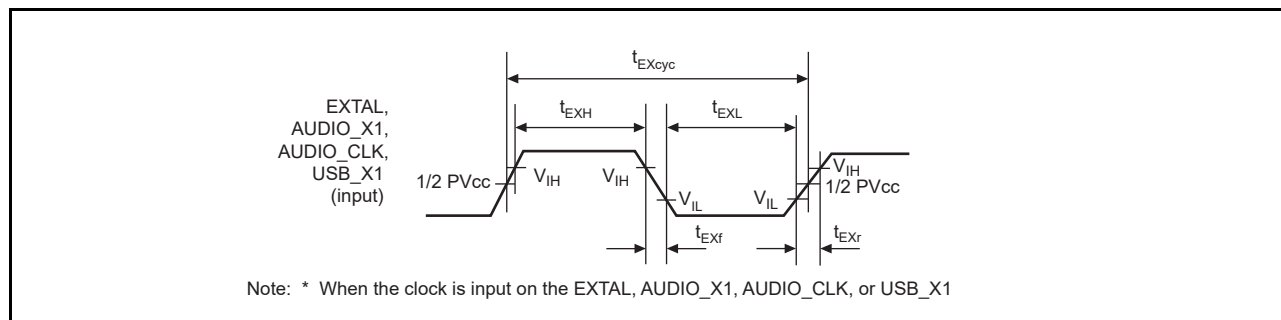 tEXcyc
EXTAL,
AUDIO_X1,
AUDIO_CLK,
USB_X1
(input)
tEXH
tEXL
1/2 PVcc
VIH
VIH
VIL
VIL
VIH
1/2 PVcc
tEXf
tEXr
Note: * When the clock is input on the EXTAL, AUDIO_X1, AUDIO_CLK, or USB_X1